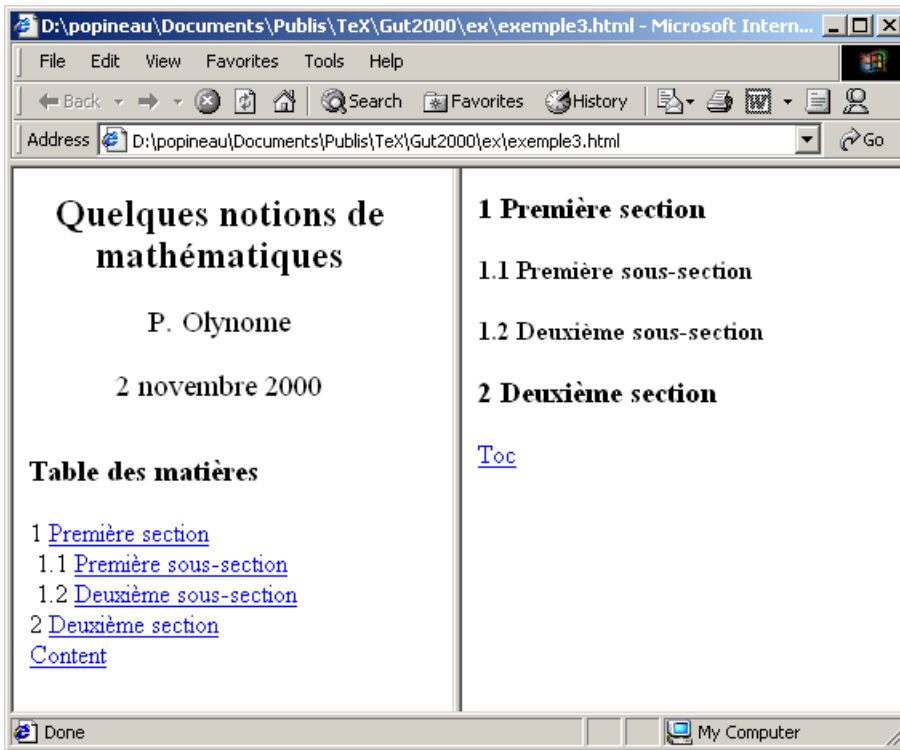 D:\popineau\Documents\Publis\TeX\Gut2000\ex\exemple3.html - Microsoft Intern...
File Edit View Favorites Tools Help
Back Search Favorites History
Address D:\popineau\Documents\Publis\TeX\Gut2000\ex\exemple3.html Go
Quelques notions de
mathématiques
P. Olynome
2 novembre 2000
Table des matières
1 Première section
1.1 Première sous-section
1.2 Deuxième sous-section
2 Deuxième section
Content
1 Première section
1.1 Première sous-section
1.2 Deuxième sous-section
2 Deuxième section
Toc
Done My Computer